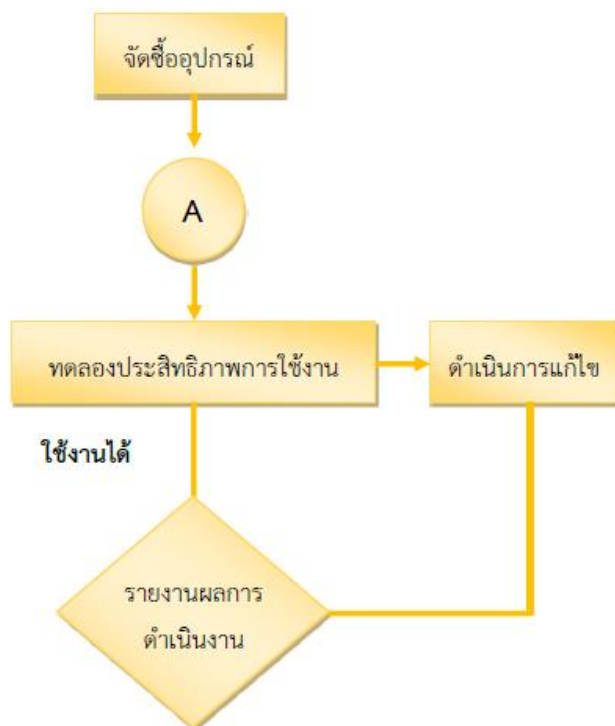 จัดซื้ออุปกรณ์
A
ทดลองประสิทธิภาพการใช้งาน
ดำเนินการแก้ไข
ใช้งานได้
รายงานผลการ
ดำเนินงาน